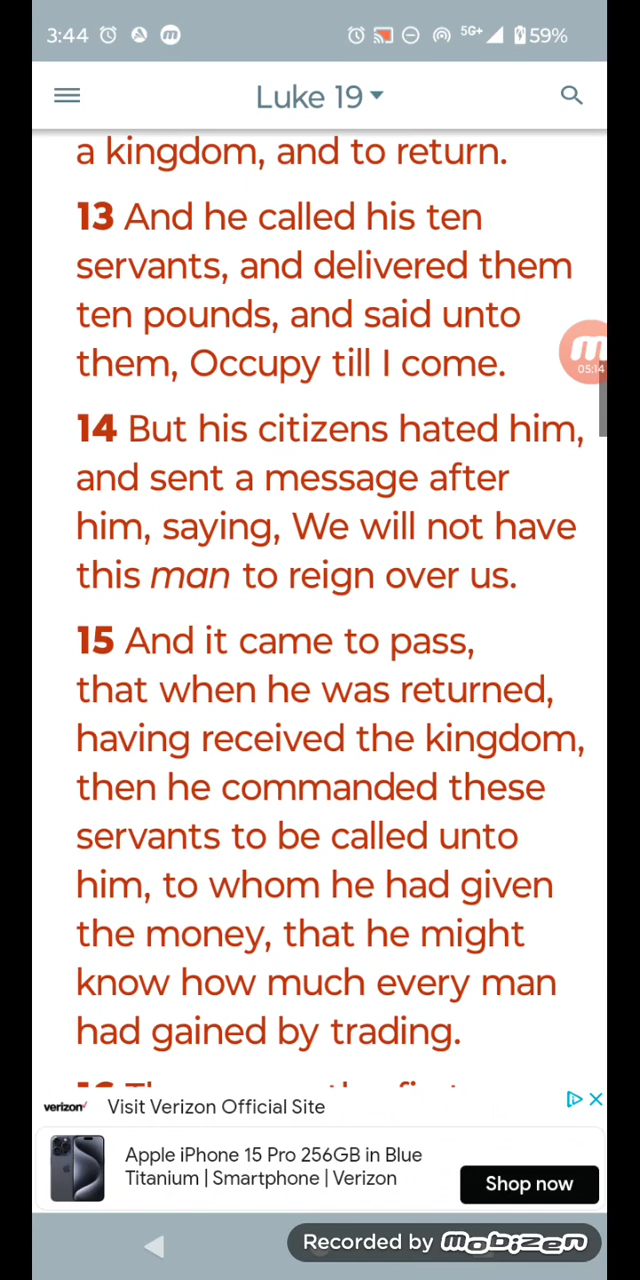 3:44 5G+ 59%
Luke 19
a kingdom, and to return.
13 And he called his ten
servants, and delivered them
ten pounds, and said unto
them, Occupy till I come.
05:14
14 But his citizens hated him,
and sent a message after
him, saying, We will not have
this man to reign over us.
15 And it came to pass,
that when he was returned,
having received the kingdom,
then he commanded these
servants to be called unto
him, to whom he had given
the money, that he might
know how much every man
had gained by trading.
verizon Visit Verizon Official Site
Apple iPhone 15 Pro 256GB in Blue
Titanium | Smartphone | Verizon
Shop now
Recorded by mobizen